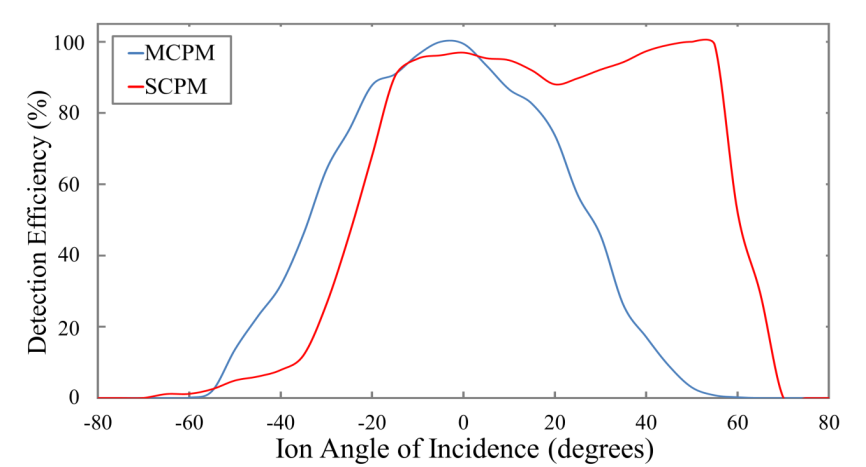 MCPM
SCPM
Detection Efficiency (%)
100
80
60
40
20
0
-80 -60 -40 -20 0 20 40 60 80
Ion Angle of Incidence (degrees)